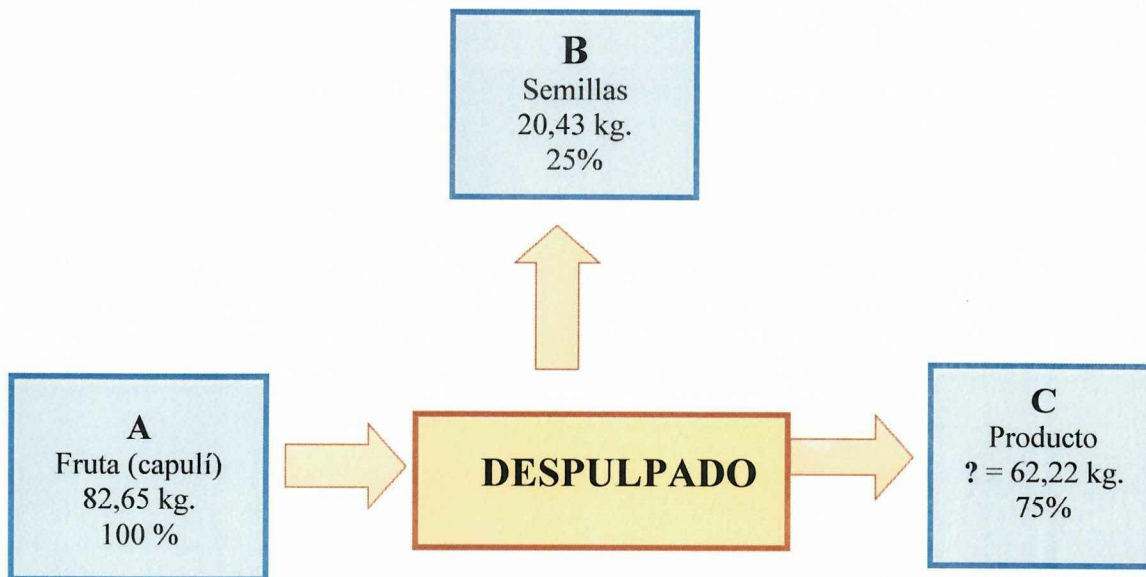 B
Semillas
20,43 kg.
25%
A
Fruta (capulí)
82,65 kg.
100 %
DESPULPADO
C
Producto
? = 62,22 kg.
75%